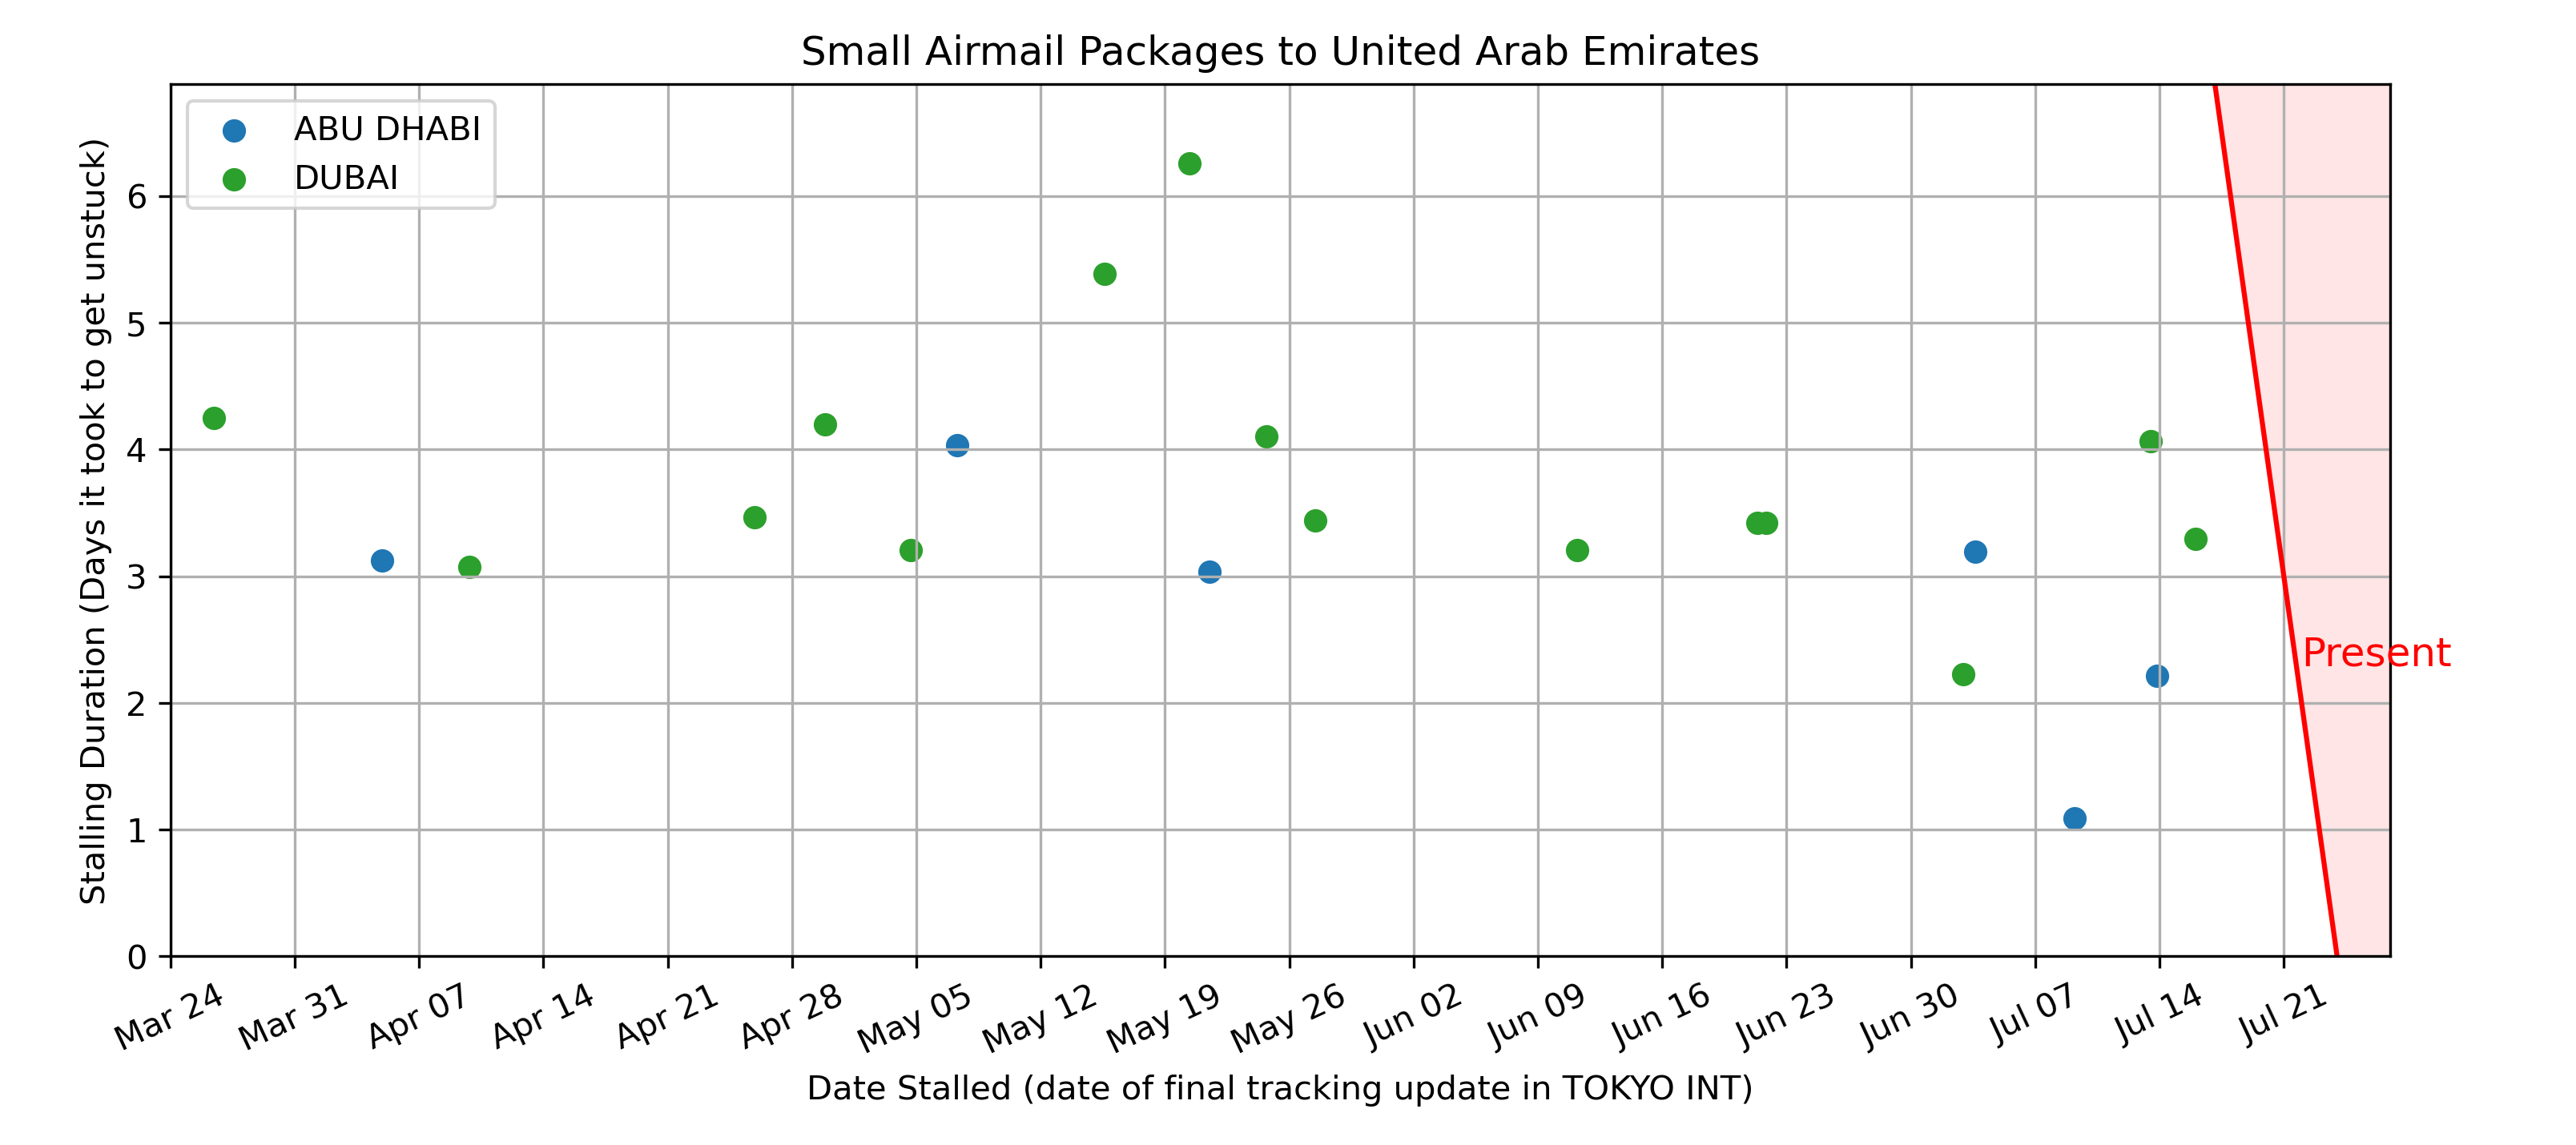 Small Airmail Packages to United Arab Emirates
ABU DHABI
DUBAI
Stalling Duration (Days it took to get unstuck)
6
5
4
3
2
1
0
Present
Mar 24
Mar 31
Apr 07
Apr 14
Apr 21
Apr 28
May 05
May 12
May 19
May 26
Jun 02
Jun 09
Jun 16
Jun 23
Jun 30
Jul 07
Jul 14
Jul 21
Date Stalled (date of final tracking update in TOKYO INT)